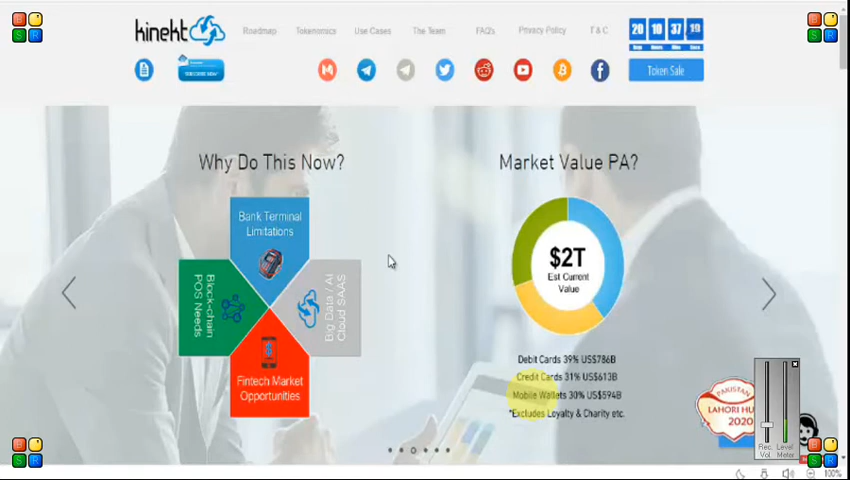 B
S R
kinekt
Roadmap Tokenomics Use Cases The Team FAQ's Privacy Policy T & C
20 10 37 19
SUBSCRIBE NOW!
Token Sale
B
S R
Why Do This Now?
Bank Terminal
Limitations
Block-chain
POS Needs
Big Data / AI
Cloud SAAS
Fintech Market
Opportunities
Market Value PA?
$2T
Est Current
Value
Debit Cards 39% US$786B
Credit Cards 31% US$613B
Mobile Wallets 30% US$594B
*Excludes Loyalty & Charity etc.
PAKISTAN
LAHORI HU
2020
Rec. Level
Vol Meter
B
S R
B
S R
100%